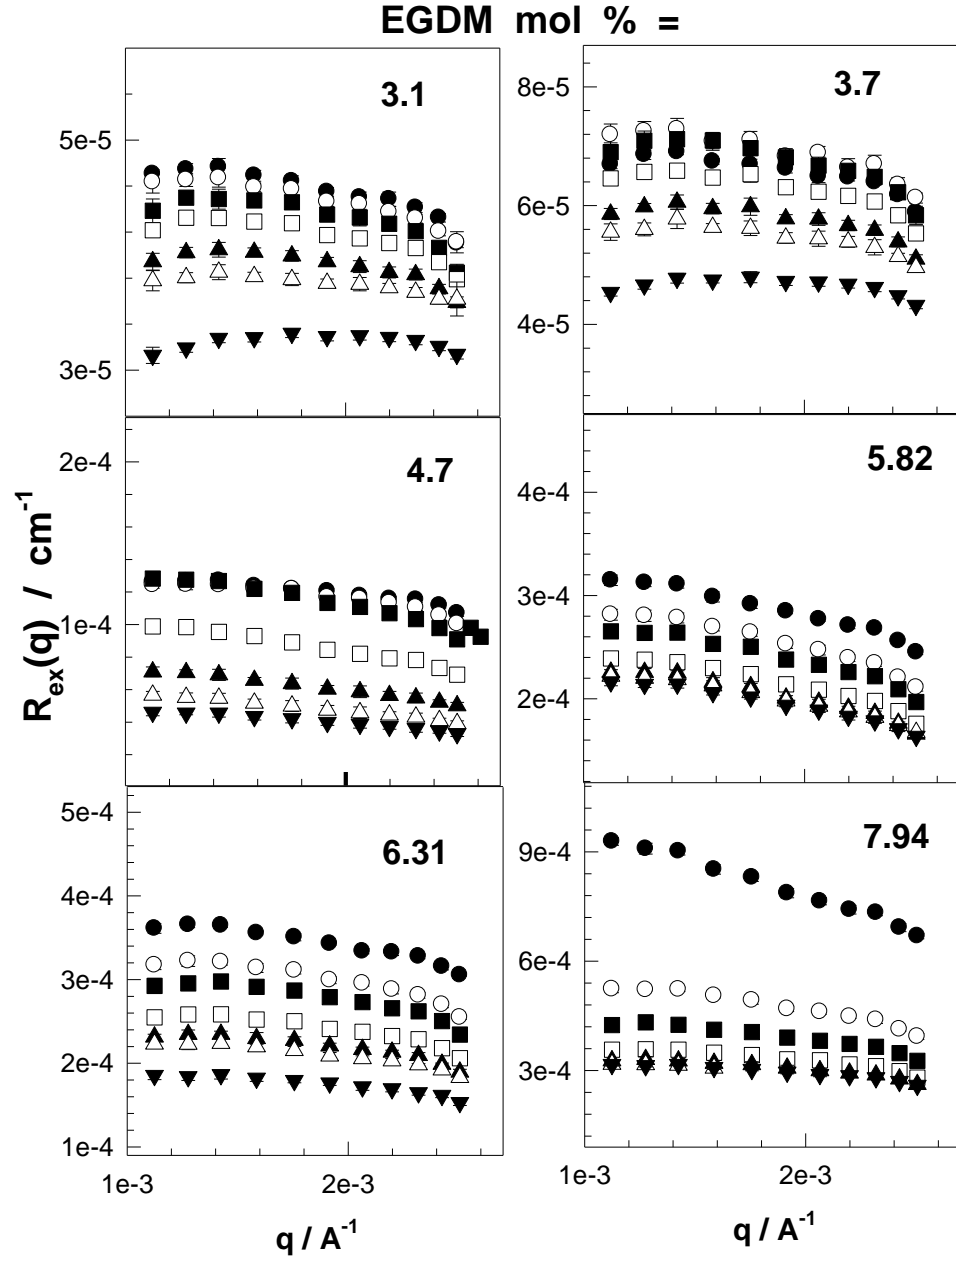 EGDM mol % =
3.1
3.7
5e-5
3e-5
8e-5
6e-5
4e-5
4.7
5.82
2e-4
1e-4
4e-4
3e-4
2e-4
6.31
7.94
5e-4
4e-4
3e-4
2e-4
1e-4
9e-4
6e-4
3e-4
1e-3
2e-3
1e-3
2e-3
q / A⁻¹
q / A⁻¹
R_ex(q) / cm⁻¹